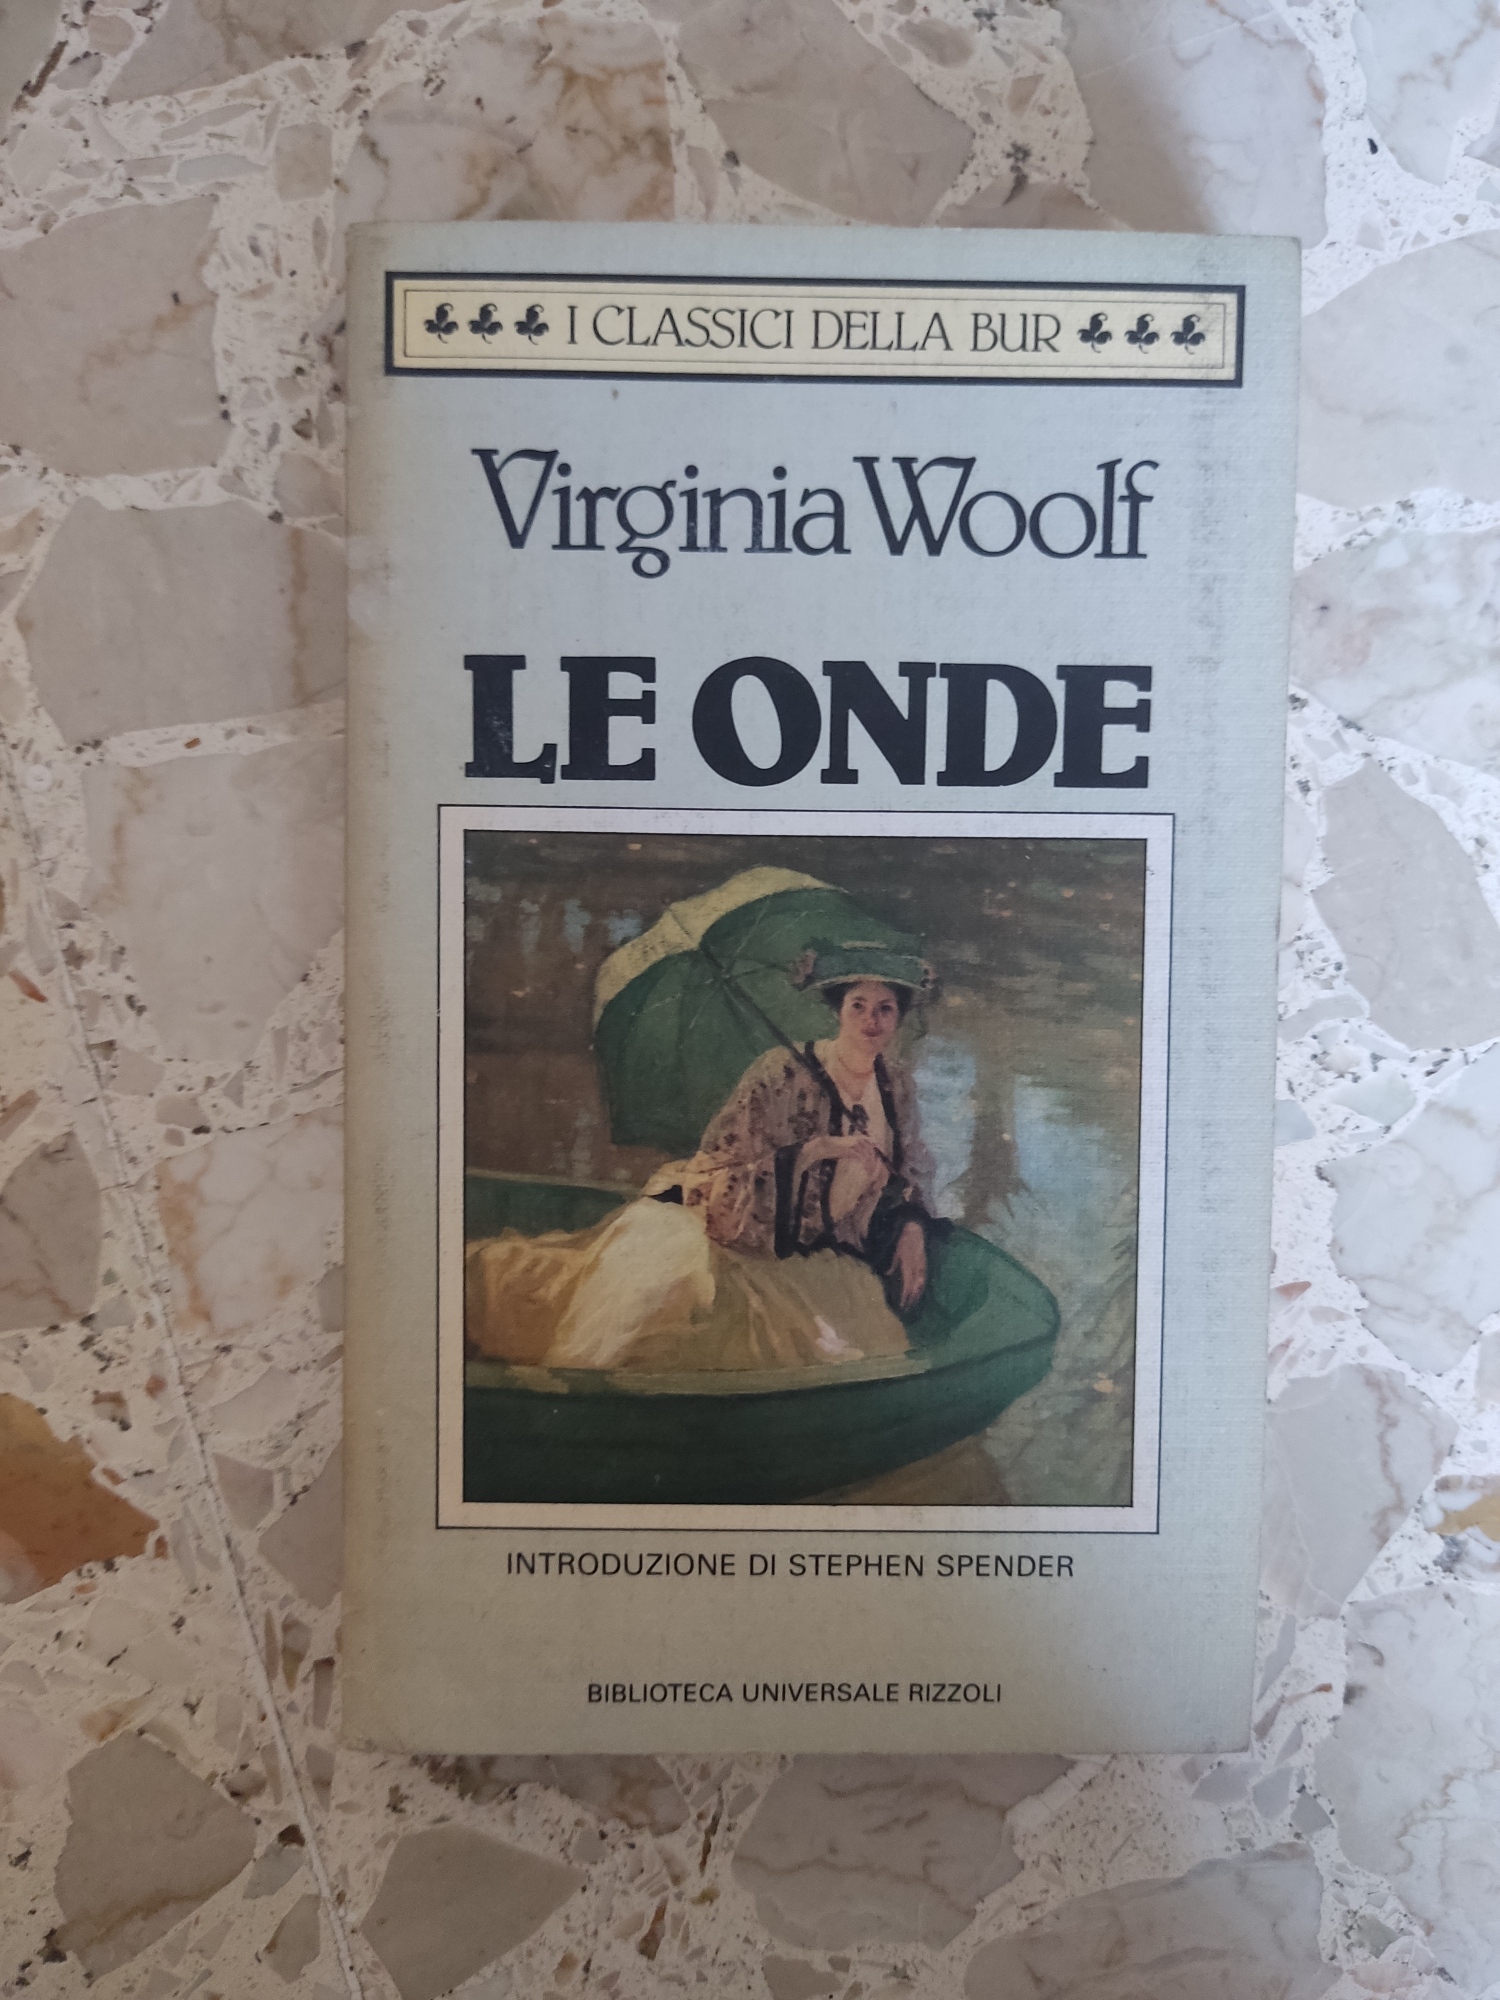 I CLASSICI DELLA BUR
Virginia Woolf
LE ONDE
INTRODUZIONE DI STEPHEN SPENDER
BIBLIOTECA UNIVERSALE RIZZOLI